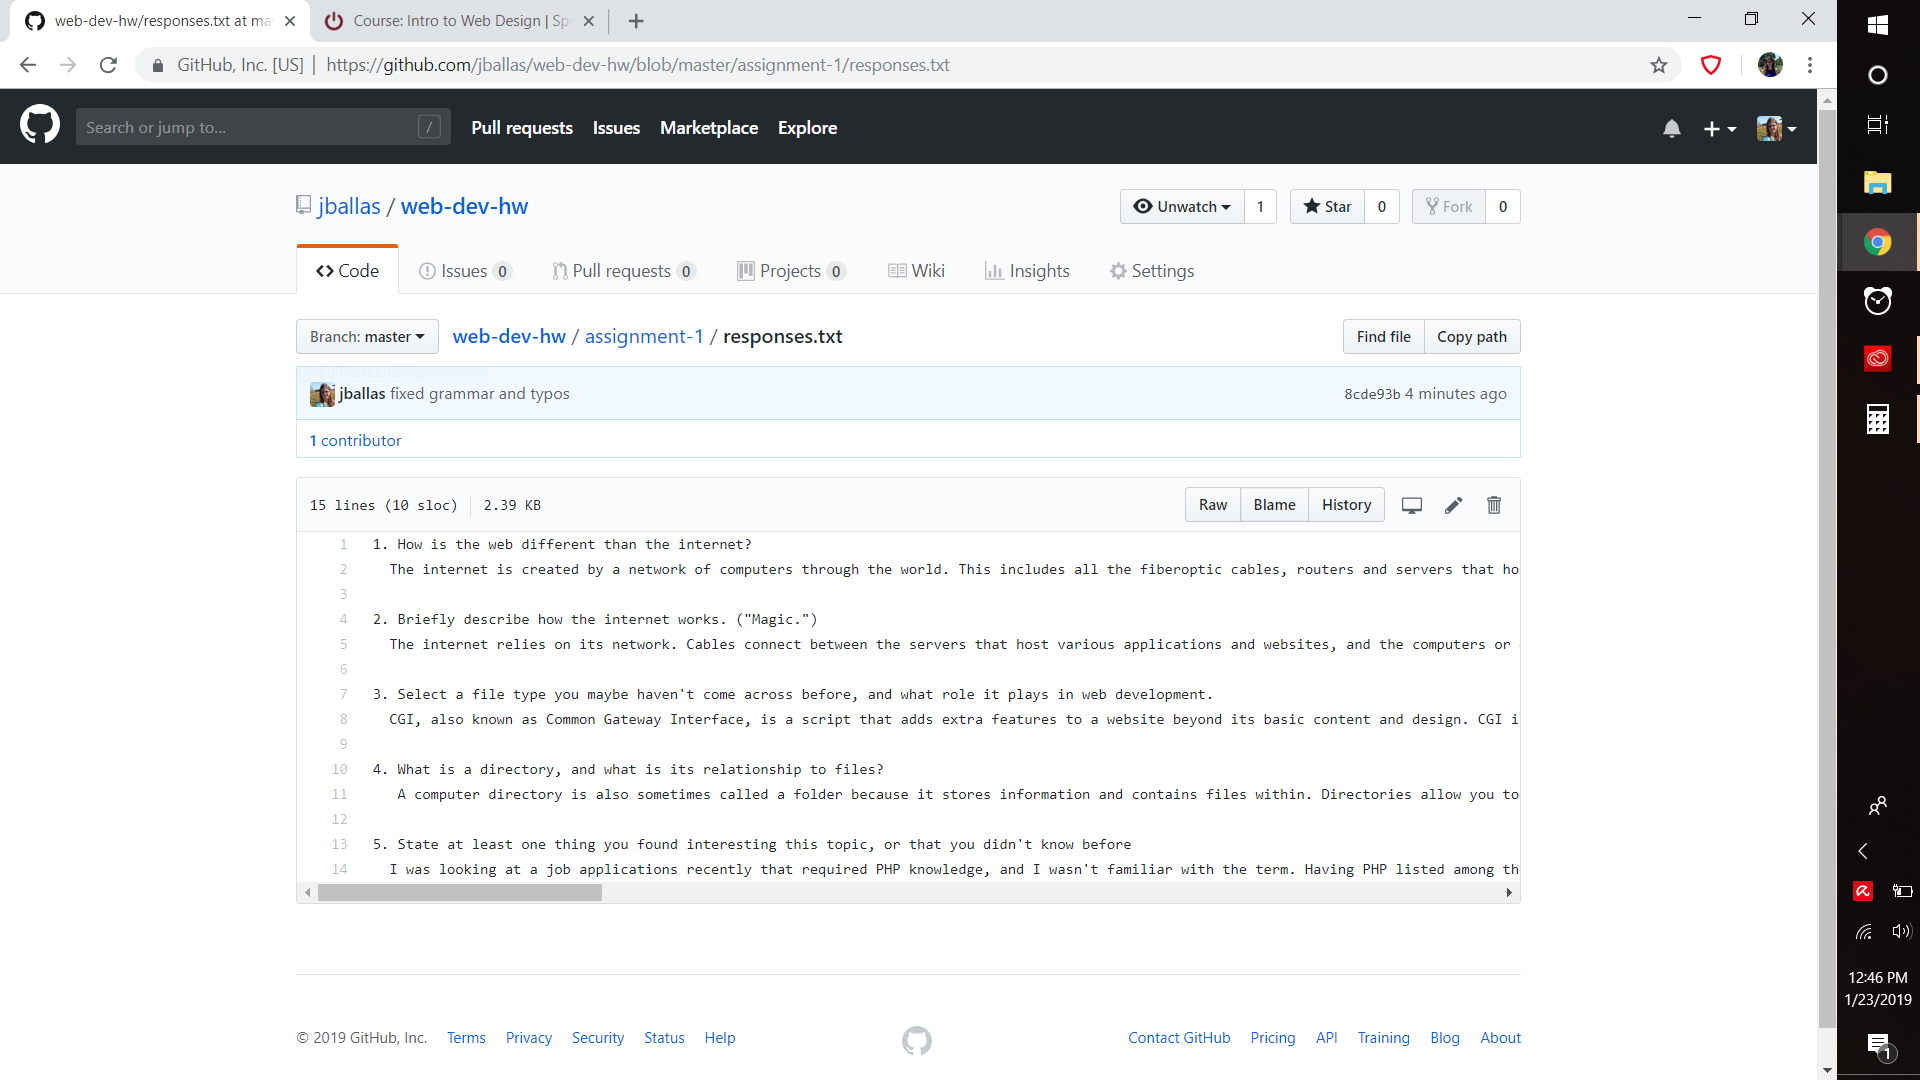 web-dev-hw/responses.txt at ma
Course: Intro to Web Design | Sp
GitHub, Inc. [US] | https://github.com/jballas/web-dev-hw/blob/master/assignment-1/responses.txt
Search or jump to... /
Pull requests Issues Marketplace Explore
jballas / web-dev-hw
Unwatch 1 Star 0 Fork 0
Code Issues 0 Pull requests 0 Projects 0 Wiki Insights Settings
Branch: master web-dev-hw / assignment-1 / responses.txt Find file Copy path
jballas fixed grammar and typos 8cde93b 4 minutes ago
1 contributor
15 lines (10 sloc) 2.39 KB Raw Blame History
1 1. How is the web different than the internet?
2 The internet is created by a network of computers through the world. This includes all the fiberoptic cables, routers and servers that ho
3
4 2. Briefly describe how the internet works. ("Magic.")
5 The internet relies on its network. Cables connect between the servers that host various applications and websites, and the computers or
6
7 3. Select a file type you maybe haven't come across before, and what role it plays in web development.
8 CGI, also known as Common Gateway Interface, is a script that adds extra features to a website beyond its basic content and design. CGI i
9
10 4. What is a directory, and what is its relationship to files?
11 A computer directory is also sometimes called a folder because it stores information and contains files within. Directories allow you to
12
13 5. State at least one thing you found interesting this topic, or that you didn't know before
14 I was looking at a job applications recently that required PHP knowledge, and I wasn't familiar with the term. Having PHP listed among th
© 2019 GitHub, Inc. Terms Privacy Security Status Help
Contact GitHub Pricing API Training Blog About
12:46 PM
1/23/2019
1